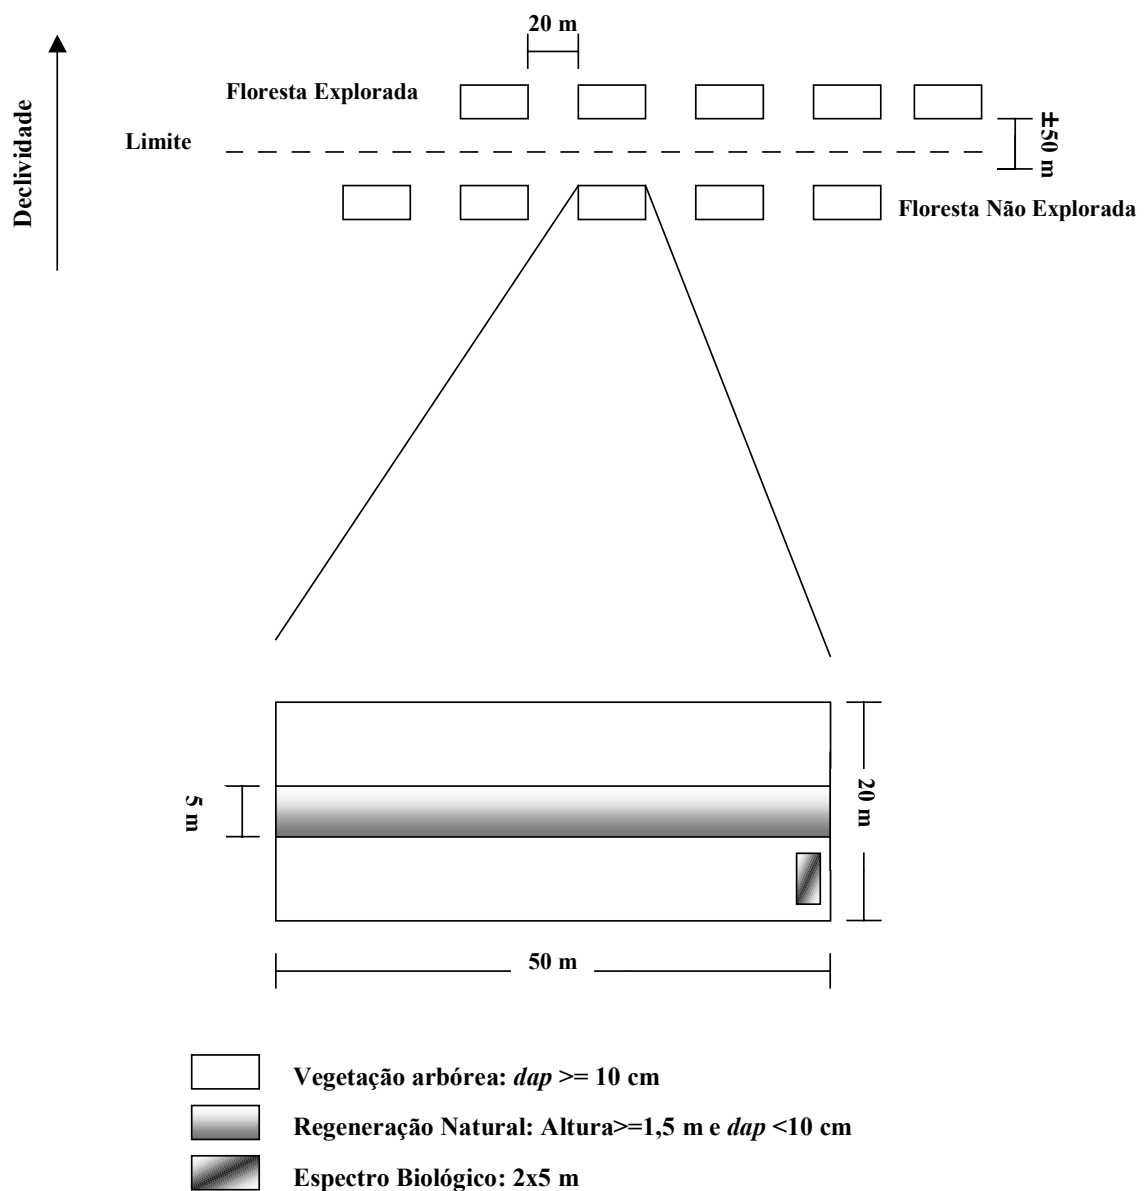 20 m
Floresta Explorada
Declividade
Limite
±50 m
Floresta Não Explorada
5 m
20 m
50 m
Vegetação arbórea: dap >= 10 cm
Regeneração Natural: Altura>=1,5 m e dap <10 cm
Espectro Biológico: 2x5 m